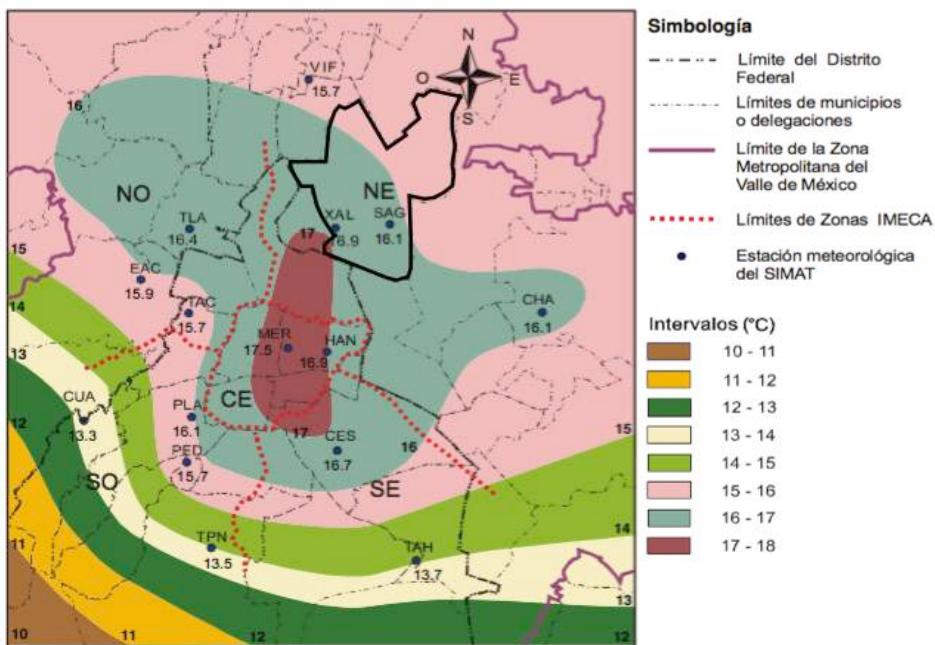 N
O
E
S
VIF
15.7
16
NO
NE
TLA
16.4
XAL
17
6.9
SAG
16.1
15
EAC
15.9
14
TAC
15.7
CHA
16.1
13
MER
17.5
HAN
16.9
CUA
13.3
12
CE
PLA
16.1
17
CES
16.7
16
15
PED
15.7
SO
SE
14
11
TPN
13.5
TAH
13.7
13
10
11
12
12
Simbología
Límite del Distrito
Federal
Límites de municipios
o delegaciones
Límite de la Zona
Metropolitana del
Valle de México
Límites de Zonas IMECA
Estación meteorológica
del SIMAT
Intervalos (°C)
10 - 11
11 - 12
12 - 13
13 - 14
14 - 15
15 - 16
16 - 17
17 - 18